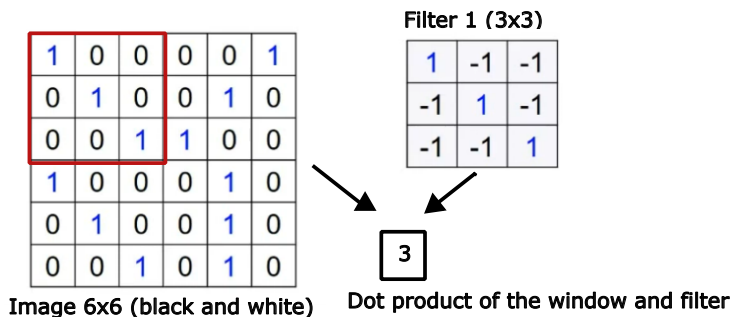 Filter 1 (3x3)
1 0 0 0 0 1
0 1 0 0 1 0
0 0 1 1 0 0
1 0 0 0 1 0
0 1 0 0 1 0
0 0 1 0 1 0
1 -1 -1
-1 1 -1
-1 -1 1
3
Image 6x6 (black and white)
Dot product of the window and filter